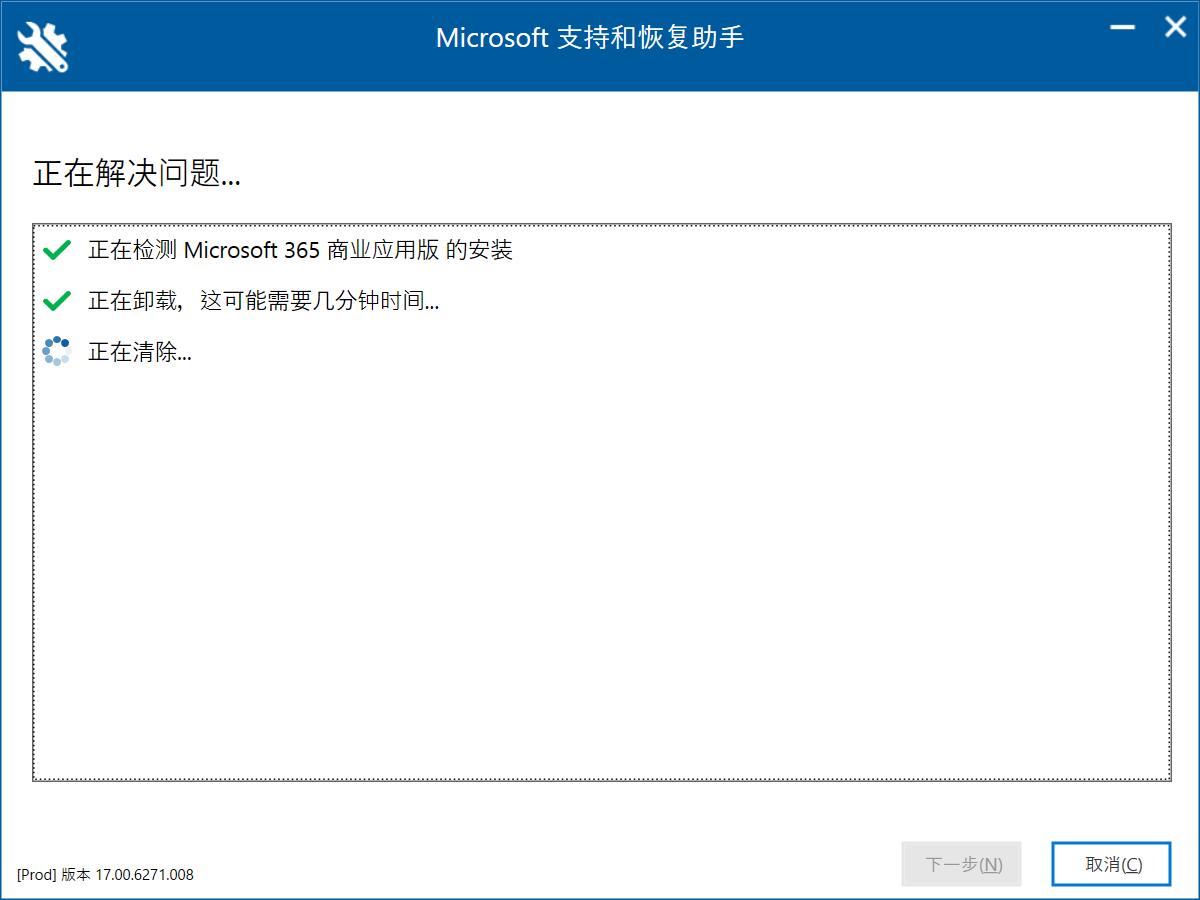 Microsoft 支持和恢复助手
正在解决问题...
正在检测 Microsoft 365 商业应用版 的安装
正在卸载，这可能需要几分钟时间...
正在清除...
[Prod] 版本 17.00.6271.008
下一步(N)
取消(C)